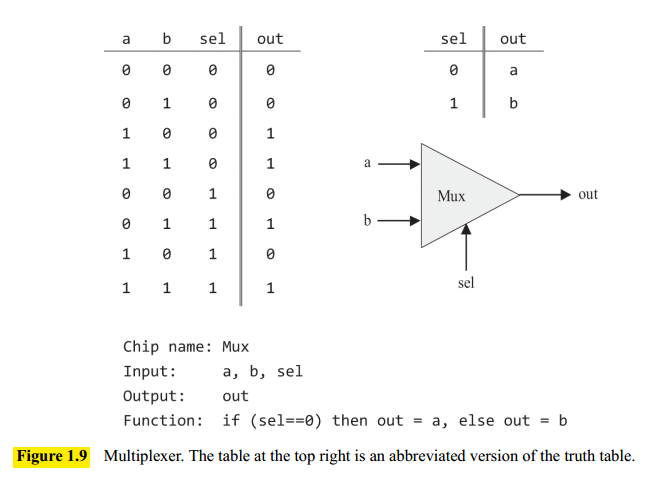 a b sel out
0 0 0 0
0 1 0 0
1 0 0 1
1 1 0 1
0 0 1 0
0 1 1 1
1 0 1 0
1 1 1 1
sel out
0 a
1 b
a
b
Mux
out
sel
Chip name: Mux
Input: a, b, sel
Output: out
Function: if (sel==0) then out = a, else out = b
Figure 1.9 Multiplexer. The table at the top right is an abbreviated version of the truth table.